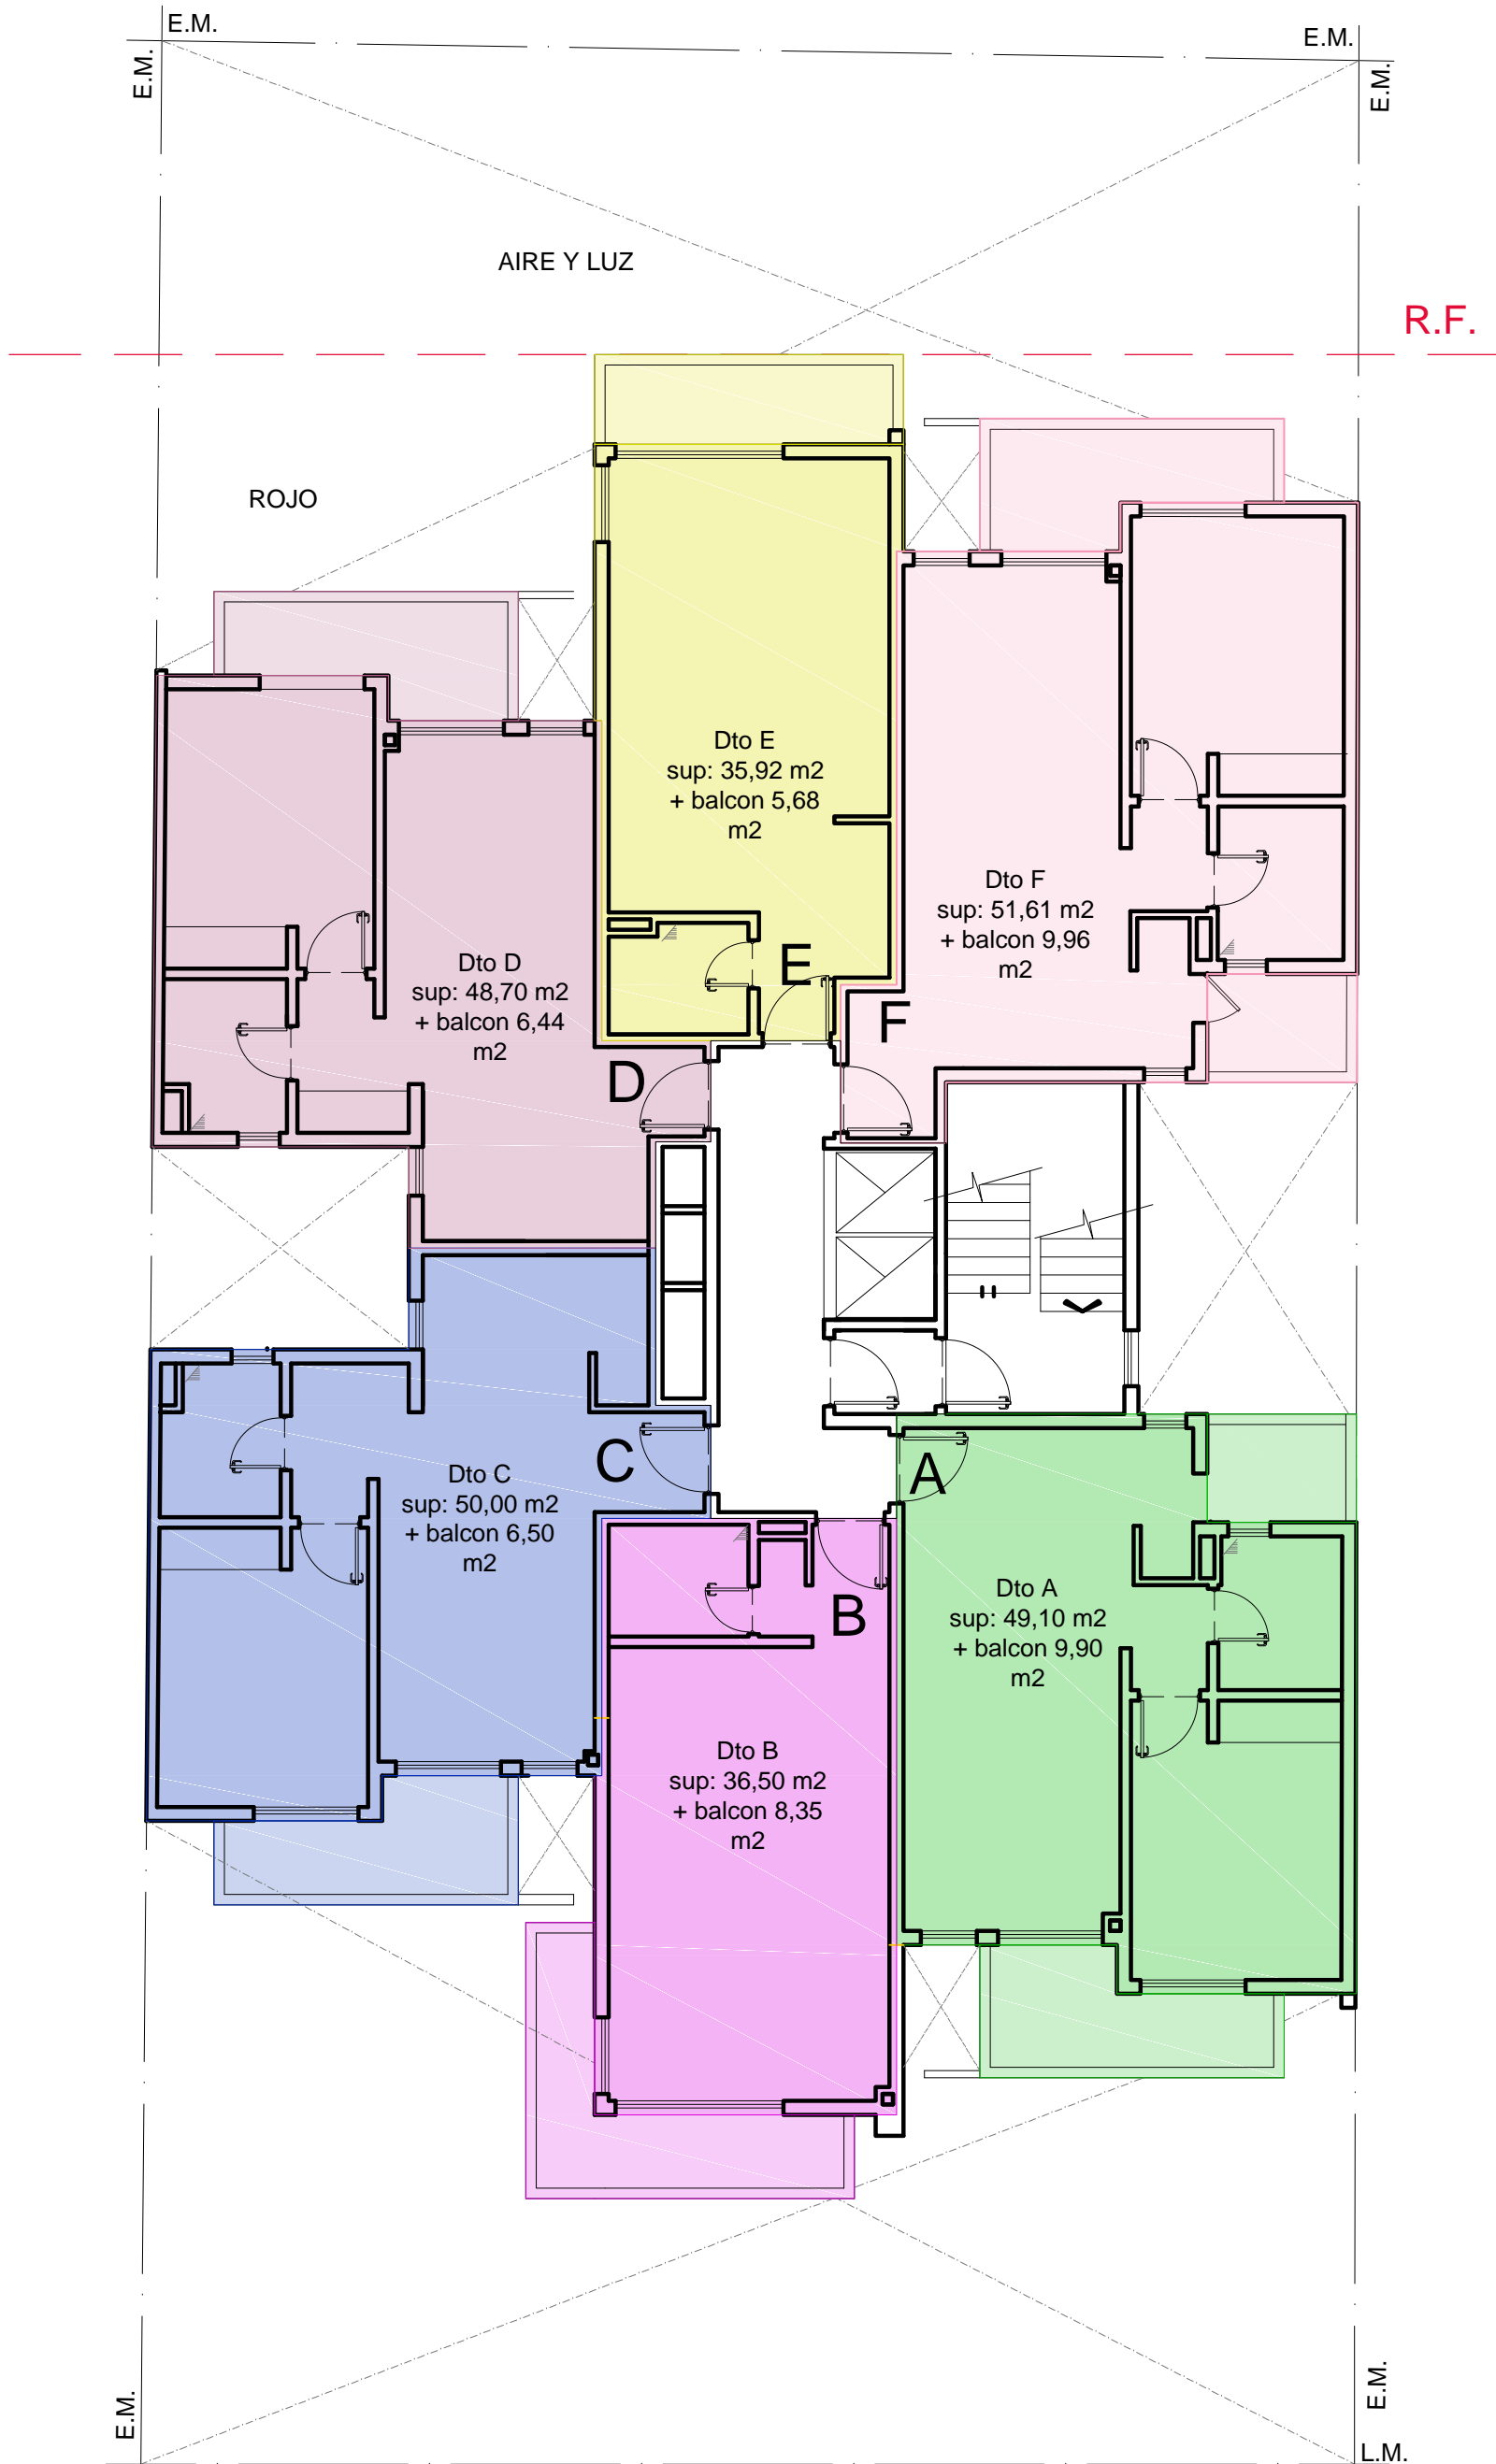 E.M.
E.M.
E.M.
E.M.
AIRE Y LUZ
R.F.
ROJO
Dto E
sup: 35,92 m2
+ balcon 5,68
m2
Dto F
sup: 51,61 m2
+ balcon 9,96
m2
Dto D
sup: 48,70 m2
+ balcon 6,44
m2
E
F
D
C
A
Dto C
sup: 50,00 m2
+ balcon 6,50
m2
B
Dto A
sup: 49,10 m2
+ balcon 9,90
m2
Dto B
sup: 36,50 m2
+ balcon 8,35
m2
E.M.
E.M.
L.M.